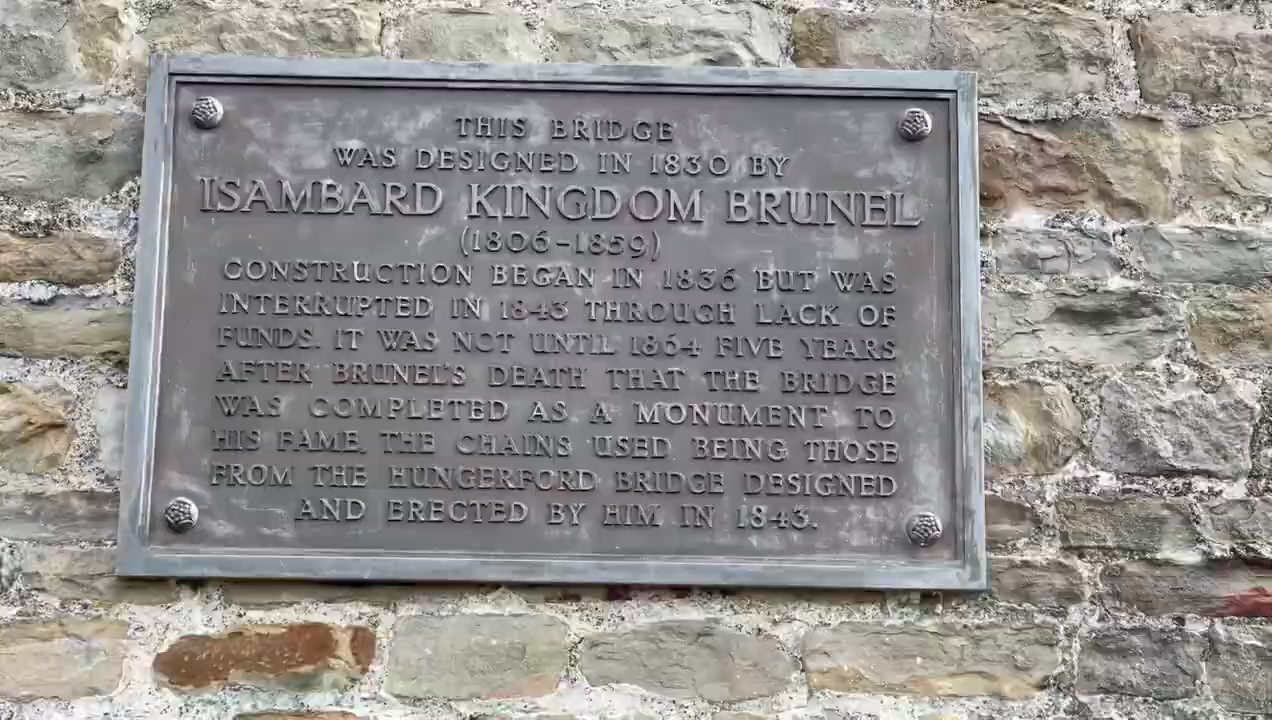 THIS BRIDGE
WAS DESIGNED IN 1830 BY
ISAMBARD KINGDOM BRUNEL
(1806-1859)
CONSTRUCTION BEGAN IN 1836 BUT WAS
INTERRUPTED IN 1843 THROUGH LACK OF
FUNDS. IT WAS NOT UNTIL 1864 FIVE YEARS
AFTER BRUNEL'S DEATH THAT THE BRIDGE
WAS COMPLETED AS A MONUMENT TO
HIS FAME, THE CHAINS USED BEING THOSE
FROM THE HUNGERFORD BRIDGE DESIGNED
AND ERECTED BY HIM IN 1843.